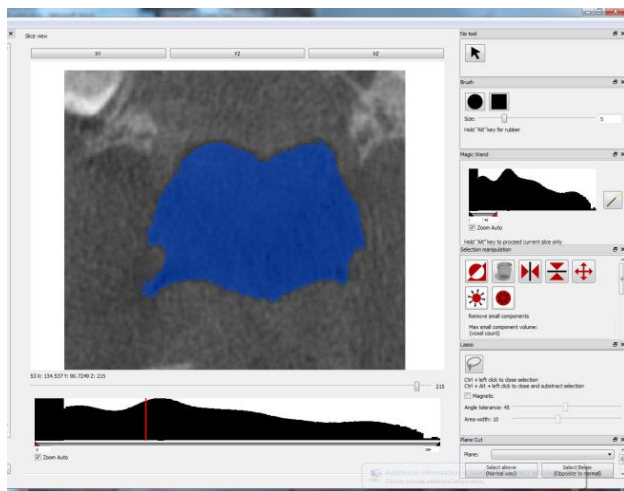 Slice view
XY
YZ
XZ
53 X: 134.537 Y: 90.7249 Z: 215
215
Zoom Auto
No tool
Brush
Size:
5
Hold "Alt" key for rubber
Magic Wand
Zoom Auto
Hold "Alt" key to proceed current slice only
Selection manipulation
Remove small components
Max small component volume:
(voxel count)
Lasso
Ctrl + left click to close selection
Ctrl + Alt + left click to close and substract selection
Magnetic
Angle tolerance: 45
Area width: 10
Plane Cut
Plane:
Select above
(Normal way)
Select Below
(Opposite to normal)